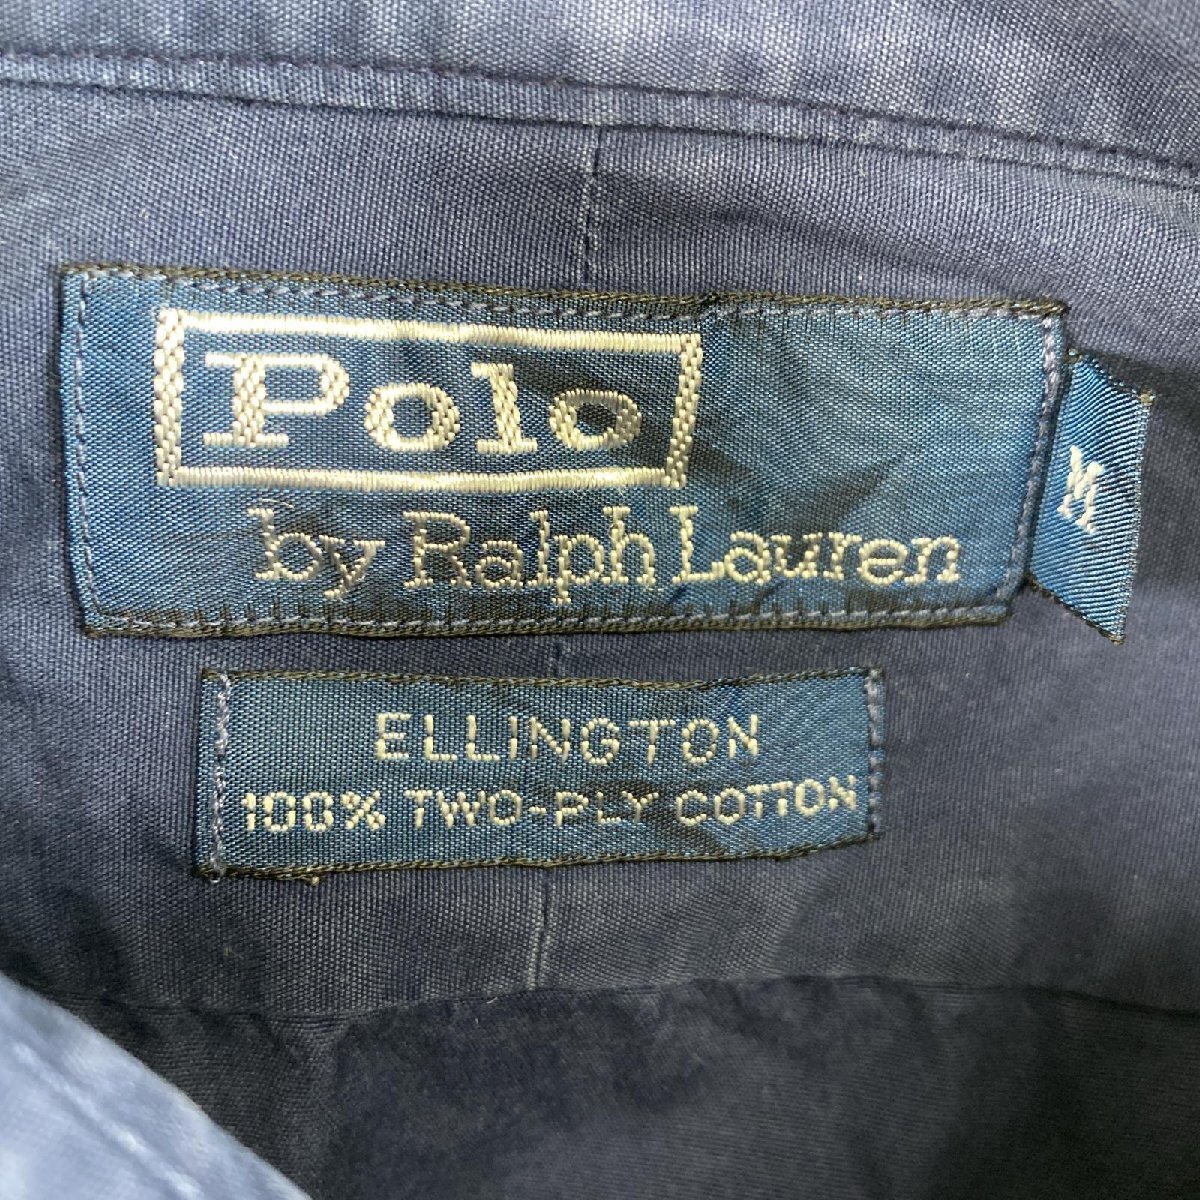 Polo
by Ralph Lauren
M
ELLINGTON
100% TWO-PLY COTTON